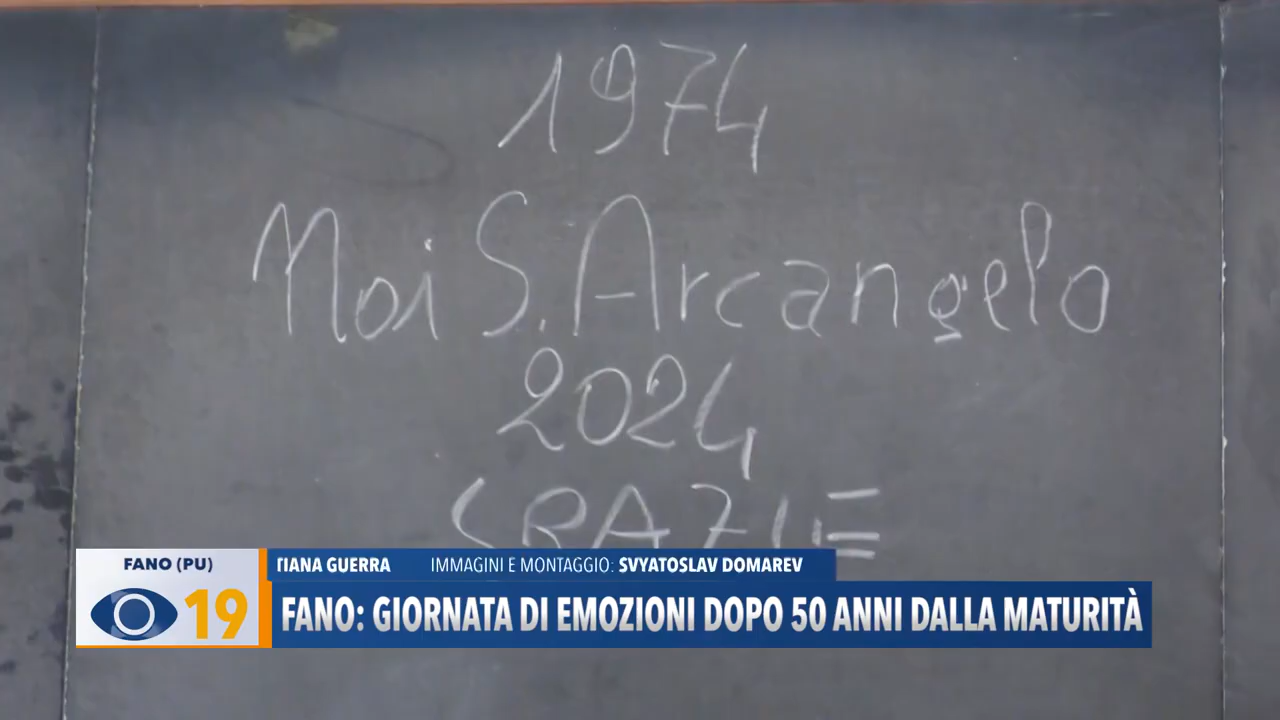 1974
Noi S. Arcangelo
2024
GRAZIE
FANO (PU)
19
GUERRA IMMAGINI E MONTAGGIO: SVYATOSLAV DOMAREV
FANO: GIORNATA DI EMOZIONI DOPO 50 ANNI DALLA MATURITÀ